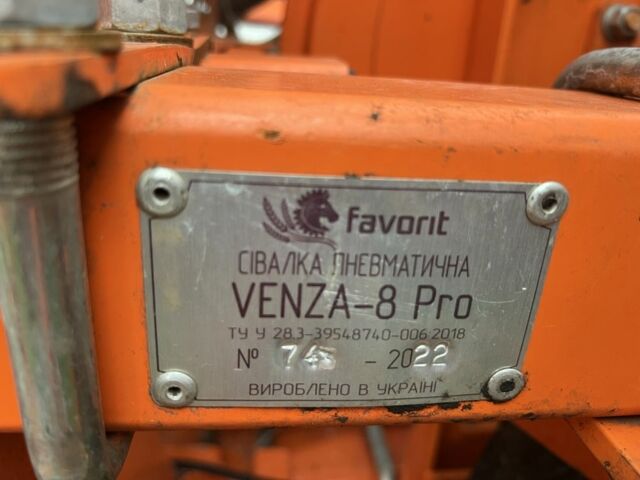 favorit
СІВАЛКА ПНЕВМАТИЧНА
VENZA-8 Pro
ТУ У 28.3-39548740-006:2018
№ - 2022
ВИРОБЛЕНО В УКРАЇНІ